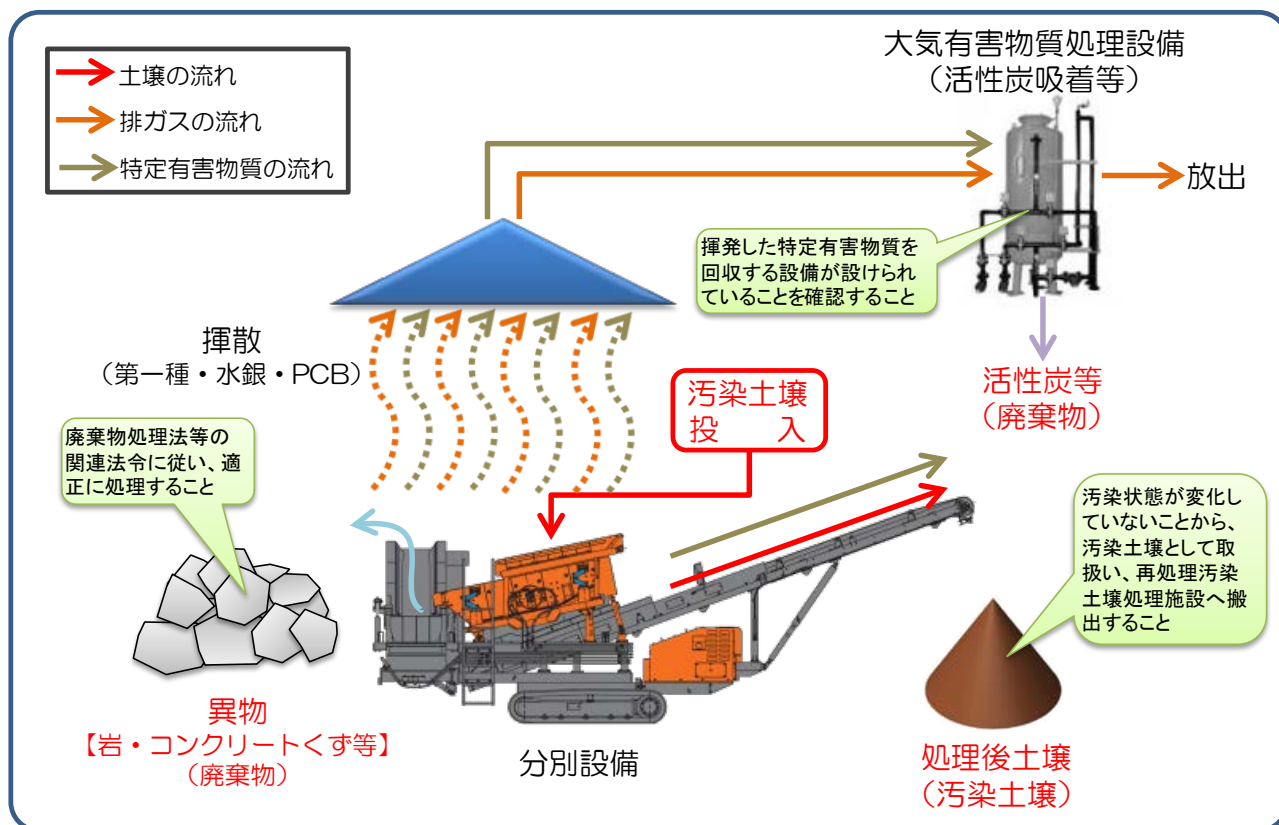 土壌の流れ
排ガスの流れ
特定有害物質の流れ
大気有害物質処理設備
（活性炭吸着等）
放出
揮発した特定有害物質を
回収する設備が設けられ
ていることを確認すること
活性炭等
（廃棄物）
揮散
（第一種・水銀・PCB）
汚染土壌
投　入
廃棄物処理法等の
関連法令に従い、適
正に処理すること
汚染状態が変化し
ていないことから、
汚染土壌として取
扱い、再処理汚染
土壌処理施設へ搬
出すること
異物
【岩・コンクリートくず等】
（廃棄物）
分別設備
処理後土壌
（汚染土壌）